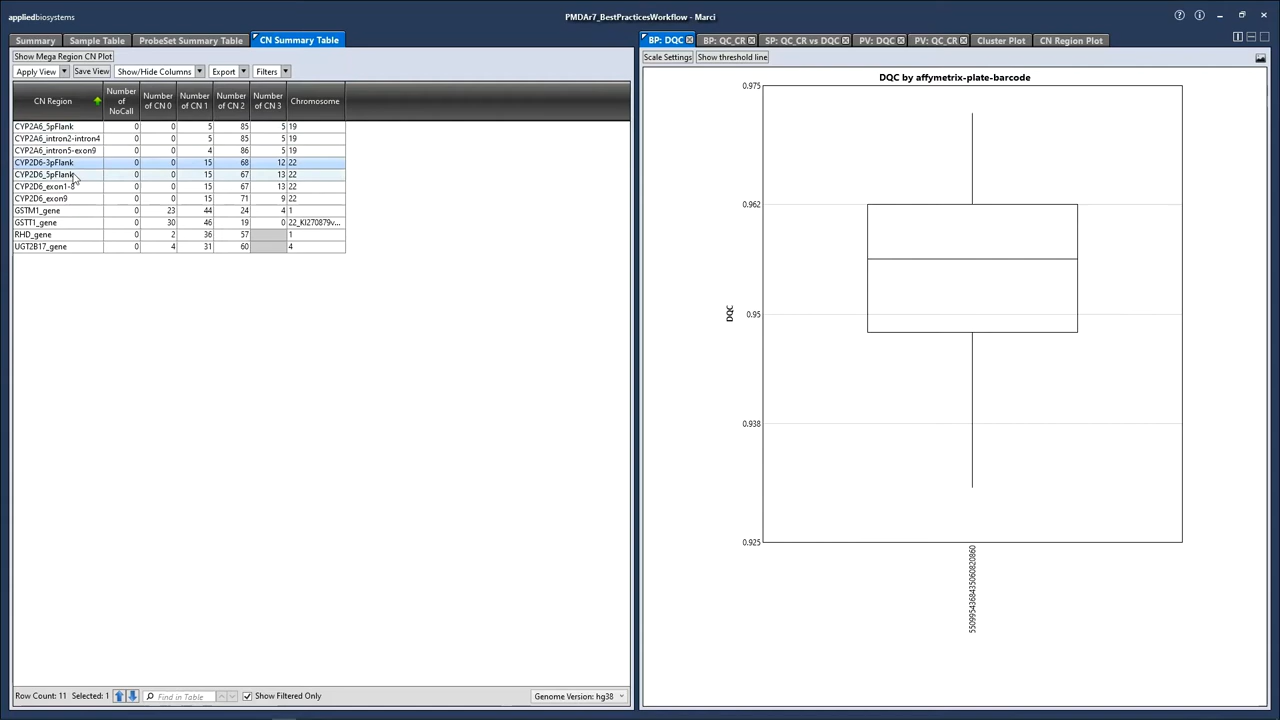 appliedbiosystems
PMDAr7_BestPracticesWorkflow - Marci
Summary Sample Table ProbeSet Summary Table CN Summary Table
Show Mega Region CN Plot
Apply View Save View Show/Hide Columns Export Filters
CN Region Number of NoCall Number of CN 0 Number of CN 1 Number of CN 2 Number of CN 3 Chromosome
CYP2A6_5pFlank 0 0 5 85 5 19
CYP2A6_intron2-intron4 0 0 5 85 5 19
CYP2A6_intron5-exon9 0 0 4 86 5 19
CYP2D6-3pFlank 0 0 15 68 12 22
CYP2D6_5pFlank 0 0 15 67 13 22
CYP2D6_exon1-8 0 0 15 67 13 22
CYP2D6_exon9 0 0 15 71 9 22
GSTM1_gene 0 23 44 24 4 1
GSTT1_gene 0 30 46 19 0 22_KI270879v...
RHD_gene 0 2 36 57 1
UGT2B17_gene 0 4 31 60 4
Row Count: 11 Selected: 1 Find in Table Show Filtered Only Genome Version: hg38
BP: DQC BP: QC_CR SP: QC_CR vs DQC PV: DQC PV: QC_CR Cluster Plot CN Region Plot
Scale Settings Show threshold line
DQC by affymetrix-plate-barcode
0.975
0.962
DQC
0.95
0.938
0.925
5509954368435060820860